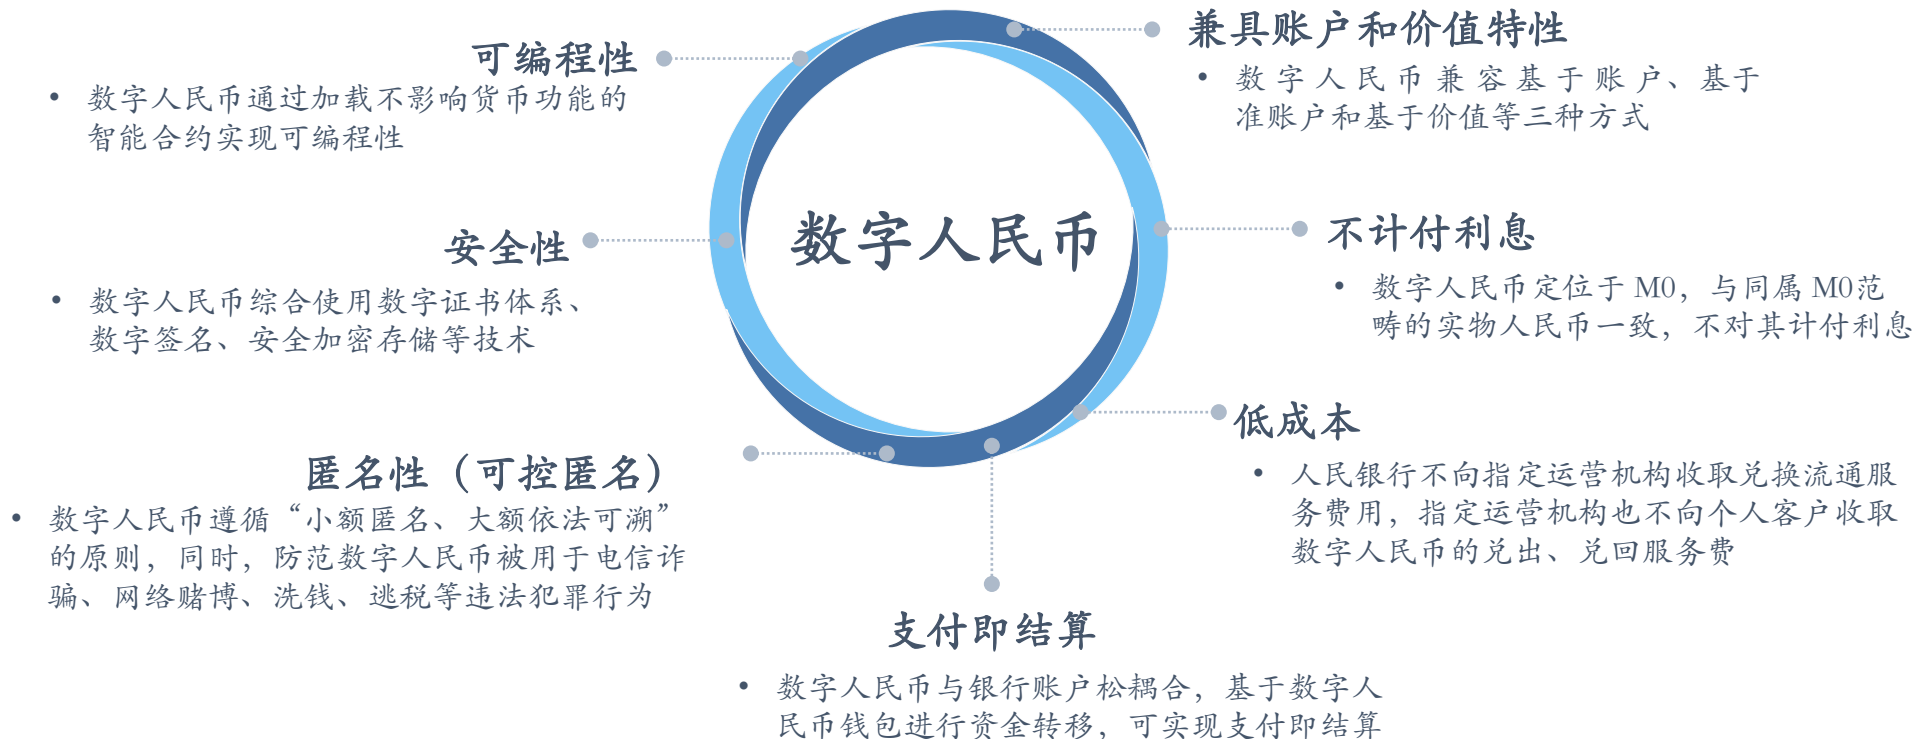 数字人民币
兼具账户和价值特性
• 数字人民币兼容基于账户、基于
准账户和基于价值等三种方式
不计付利息
• 数字人民币定位于 M0，与同属 M0范
畴的实物人民币一致，不对其计付利息
低成本
• 人民银行不向指定运营机构收取兑换流通服
务费用，指定运营机构也不向个人客户收取
数字人民币的兑出、兑回服务费
支付即结算
• 数字人民币与银行账户松耦合，基于数字人
民币钱包进行资金转移，可实现支付即结算
匿名性（可控匿名）
• 数字人民币遵循“小额匿名、大额依法可溯”
的原则，同时，防范数字人民币被用于电信诈
骗、网络赌博、洗钱、逃税等违法犯罪行为
安全性
• 数字人民币综合使用数字证书体系、
数字签名、安全加密存储等技术
可编程性
• 数字人民币通过加载不影响货币功能的
智能合约实现可编程性